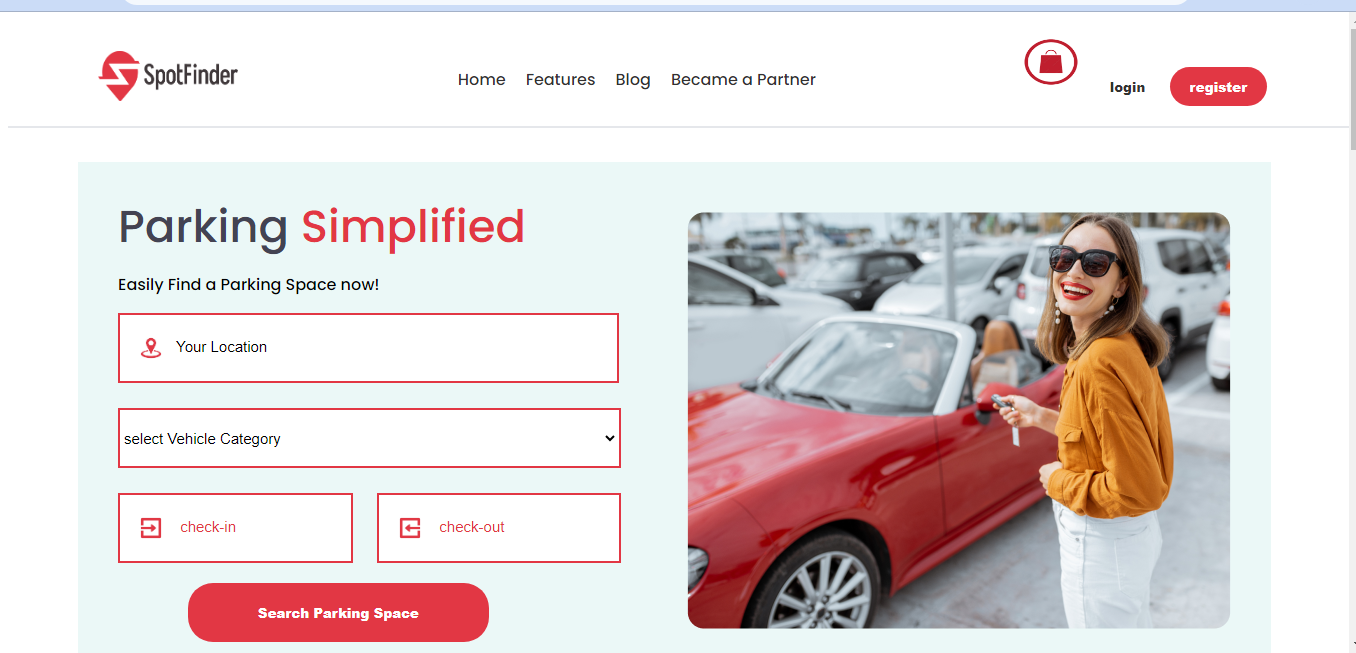 SpotFinder
Home Features Blog Became a Partner
login register
Parking Simplified
Easily Find a Parking Space now!
Your Location
select Vehicle Category
check-in check-out
Search Parking Space